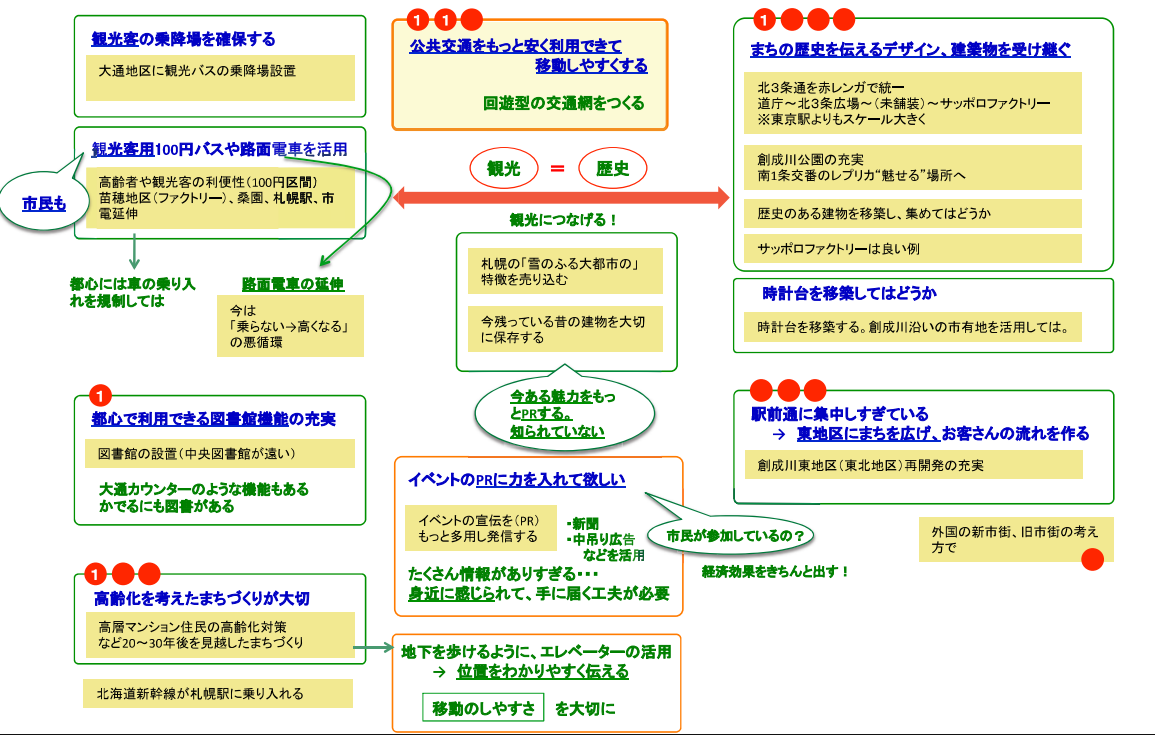 観光客の乗降場を確保する
大通地区に観光バスの乗降場設置
観光客用100円バスや路面電車を活用
高齢者や観光客の利便性（100円区間）
苗穂地区（ファクトリー）、桑園、札幌駅、市
電延伸
市民も
都心には車の乗り入
れを規制しては
路面電車の延伸
今は
「乗らない→高くなる」
の悪循環
1
都心で利用できる図書館機能の充実
図書館の設置（中央図書館が遠い）
大通カウンターのような機能もある
かでるにも図書がある
1
高齢化を考えたまちづくりが大切
高層マンション住民の高齢化対策
など20～30年後を見越したまちづくり
北海道新幹線が札幌駅に乗り入れる
1 1
公共交通をもっと安く利用できて
移動しやすくする
回遊型の交通網をつくる
観光 ＝ 歴史
観光につなげる！
札幌の「雪のふる大都市の」
特徴を売り込む
今残っている昔の建物を大切
に保存する
今ある魅力をもっ
とPRする。
知られていない
イベントのPRに力を入れて欲しい
イベントの宣伝を（PR）
もっと多用し発信する
・新聞
・中吊り広告
などを活用
たくさん情報がありすぎる・・・
身近に感じられて、手に届く工夫が必要
市民が参加しているの？
経済効果をきちんと出す！
地下を歩けるように、エレベーターの活用
→ 位置をわかりやすく伝える
移動のしやすさ を大切に
1
まちの歴史を伝えるデザイン、建築物を受け継ぐ
北３条通を赤レンガで統一
道庁～北３条広場～（未舗装）～サッポロファクトリー
※東京駅よりもスケール大きく
創成川公園の充実
南1条交番のレプリカ“魅せる”場所へ
歴史のある建物を移築し、集めてはどうか
サッポロファクトリーは良い例
時計台を移築してはどうか
時計台を移築する。創成川沿いの市有地を活用しては。
駅前通に集中しすぎている
→ 東地区にまちを広げ、お客さんの流れを作る
創成川東地区（東北地区）再開発の充実
外国の新市街、旧市街の考え
方で